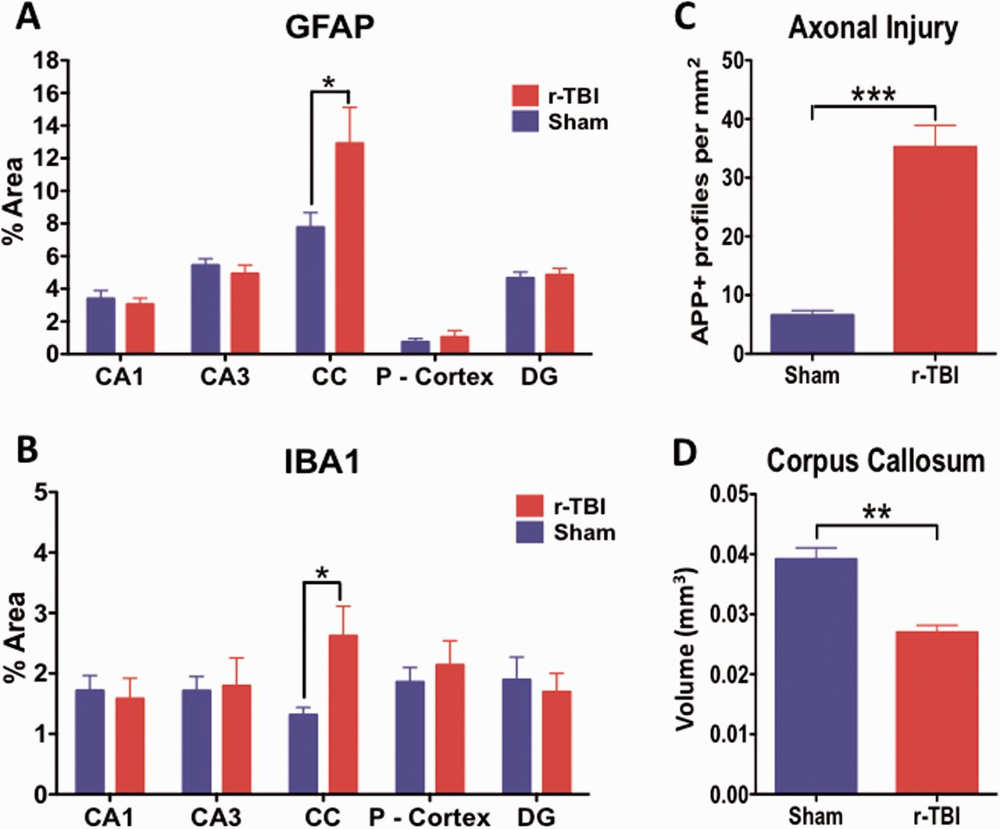 A
GFAP
18
16
14
12
10
8
6
4
2
0
% Area
*
r-TBI
Sham
CA1 CA3 CC P - Cortex DG
C
Axonal Injury
50
40
30
20
10
0
APP+ profiles per mm²
***
Sham r-TBI
B
IBA1
5
4
3
2
1
0
% Area
*
r-TBI
Sham
CA1 CA3 CC P - Cortex DG
D
Corpus Callosum
0.05
0.04
0.03
0.02
0.01
0.00
Volume (mm³)
**
Sham r-TBI